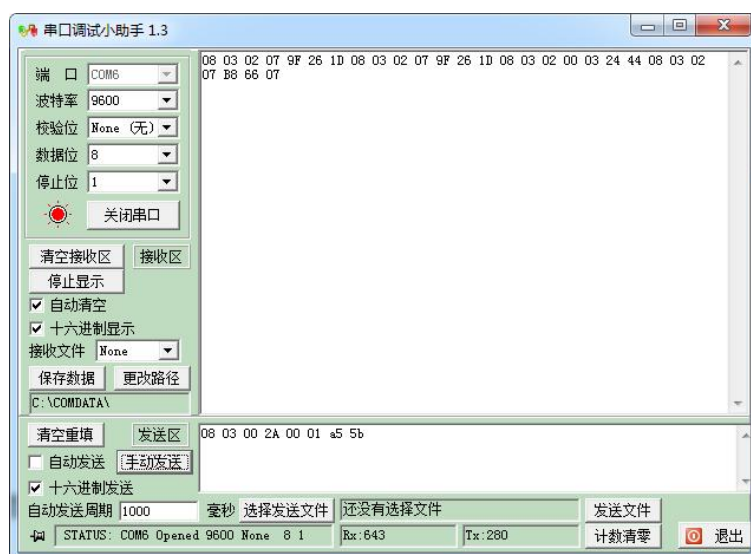 串口调试小助手 1.3
端 口 COM6
波特率 9600
校验位 None (无)
数据位 8
停止位 1
关闭串口
清空接收区 接收区
停止显示
自动清空
十六进制显示
接收文件 None
保存数据 更改路径
C:\COMDATA\
08 03 02 07 9F 26 1D 08 03 02 07 9F 26 1D 08 03 02 00 03 24 44 08 03 02
07 B8 66 07
清空重填 发送区
08 03 00 2A 00 01 a5 5b
自动发送 手动发送
十六进制发送
自动发送周期 1000 毫秒 选择发送文件 还没有选择文件 发送文件
STATUS: COM6 Opened 9600 None 8 1 Rx:643 Tx:280 计数清零 退出